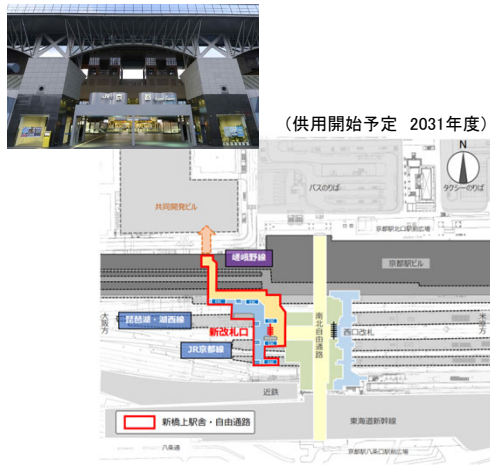 JR 京都駅
（供用開始予定 2031年度）
N
バスのりば
タクシーのりば
共同開発ビル
京都駅北口駅前広場
嵯峨野線
京都駅ビル
大阪方
琵琶湖・湖西線
新改札口
南北自由通路
西口改札
米原方
JR京都線
近鉄
新橋上駅舎・自由通路
東海道新幹線
八条通
京都駅八条口駅前広場